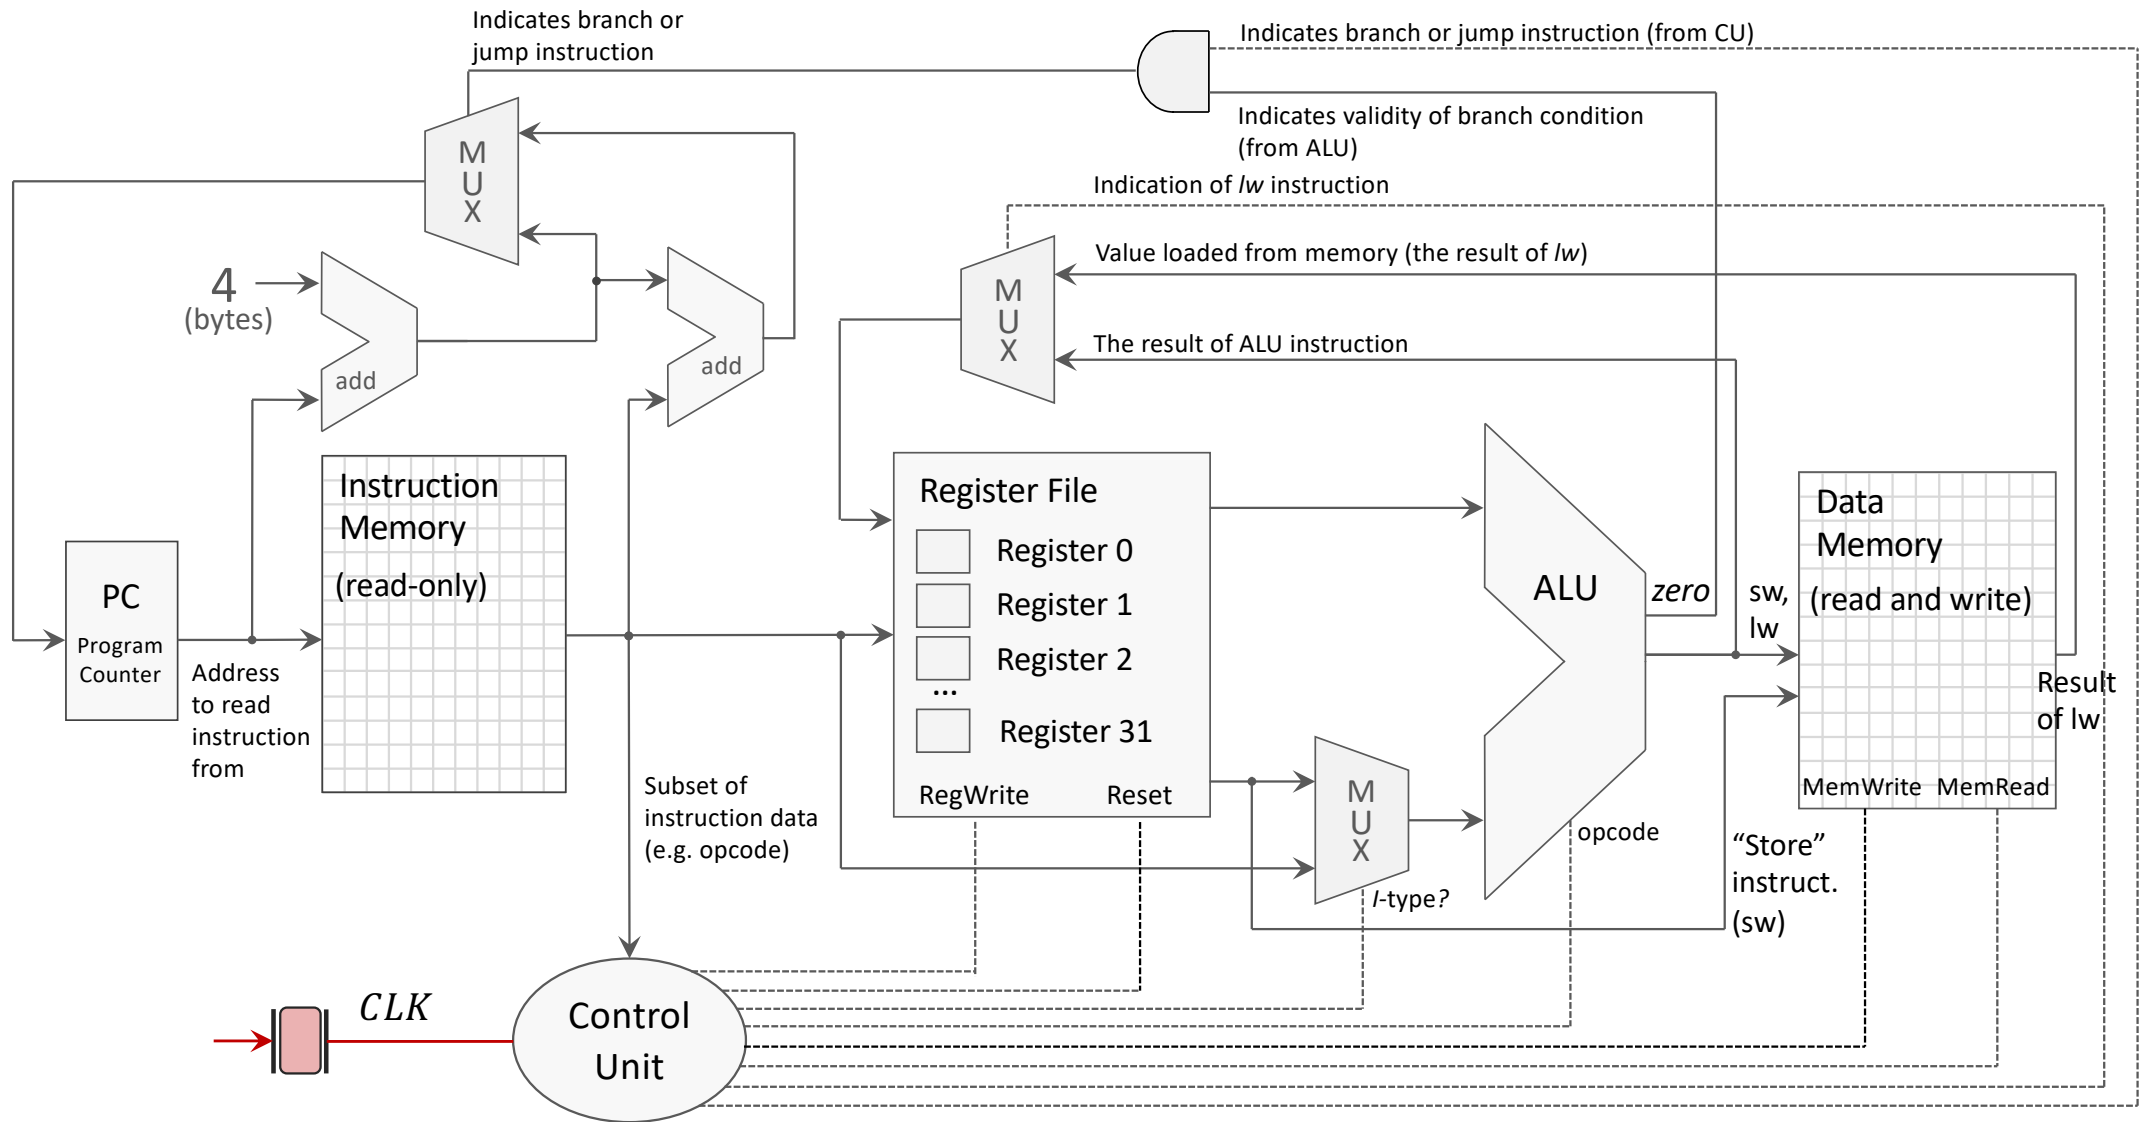 Indicates branch or
jump instruction
Indicates branch or jump instruction (from CU)
Indicates validity of branch condition
(from ALU)
Indication of lw instruction
M
U
X
Value loaded from memory (the result of lw)
4
(bytes)
add
add
M
U
X
The result of ALU instruction
Instruction
Memory
(read-only)
PC
Program
Counter
Address
to read
instruction
from
Register File
Register 0
Register 1
Register 2
...
Register 31
RegWrite
Reset
ALU
zero
sw,
lw
Data
Memory
(read and write)
MemWrite
MemRead
Result
of lw
Subset of
instruction data
(e.g. opcode)
M
U
X
I-type?
opcode
“Store”
instruct.
(sw)
CLK
Control
Unit